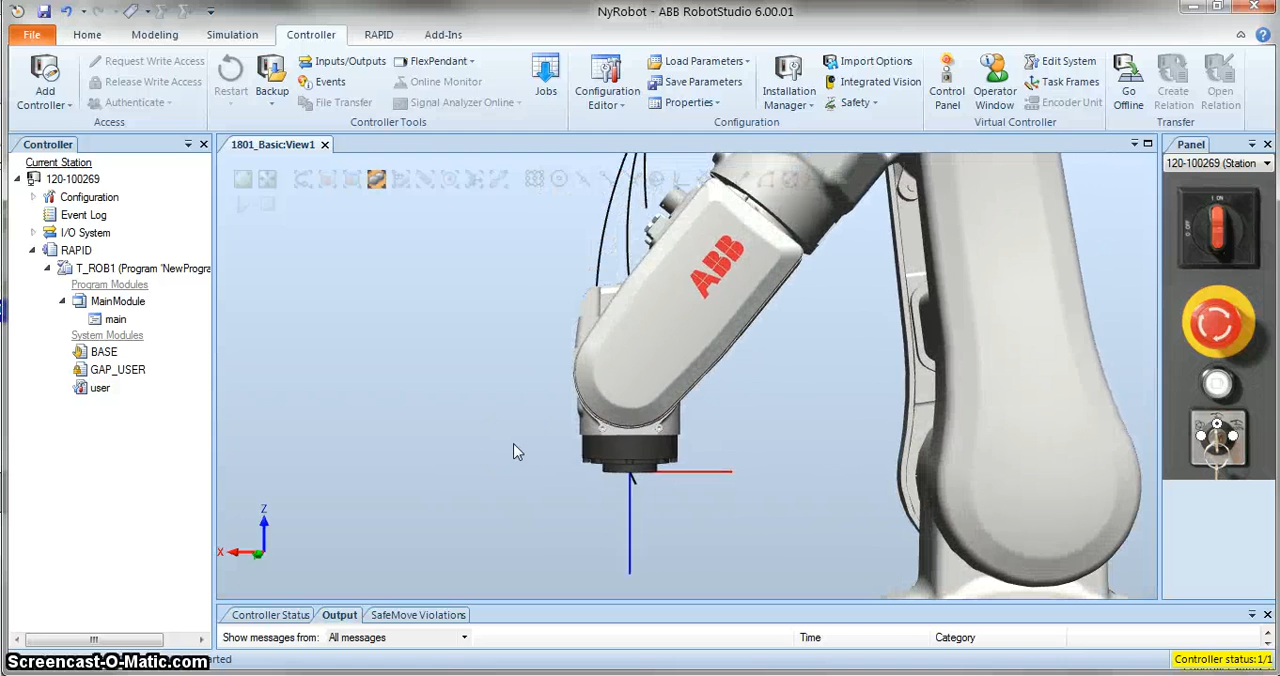 NyRobot - ABB RobotStudio 6.00.01
File Home Modeling Simulation Controller RAPID Add-Ins
Add Controller
Request Write Access
Release Write Access
Authenticate
Access
Restart
Backup
Inputs/Outputs
Events
File Transfer
FlexPendant
Online Monitor
Signal Analyzer Online
Jobs
Controller Tools
Configuration Editor
Load Parameters
Save Parameters
Properties
Installation Manager
Import Options
Integrated Vision
Safety
Configuration
Control Panel
Operator Window
Edit System
Task Frames
Encoder Unit
Virtual Controller
Go Offline
Create Relation
Open Relation
Transfer
Controller
Current Station
120-100269
Configuration
Event Log
I/O System
RAPID
T_ROB1 (Program 'NewProgra
Program Modules
MainModule
main
System Modules
BASE
GAP_USER
user
1801_Basic:View1
ABB
Z
X
Panel
120-100269 (Station
I ON
Controller Status Output SafeMove Violations
Show messages from: All messages Time Category
Screencast-O-Matic.com
arted
Controller status:1/1